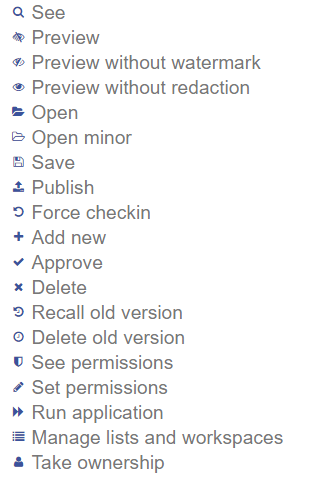 See
Preview
Preview without watermark
Preview without redaction
Open
Open minor
Save
Publish
Force checkin
Add new
Approve
Delete
Recall old version
Delete old version
See permissions
Set permissions
Run application
Manage lists and workspaces
Take ownership